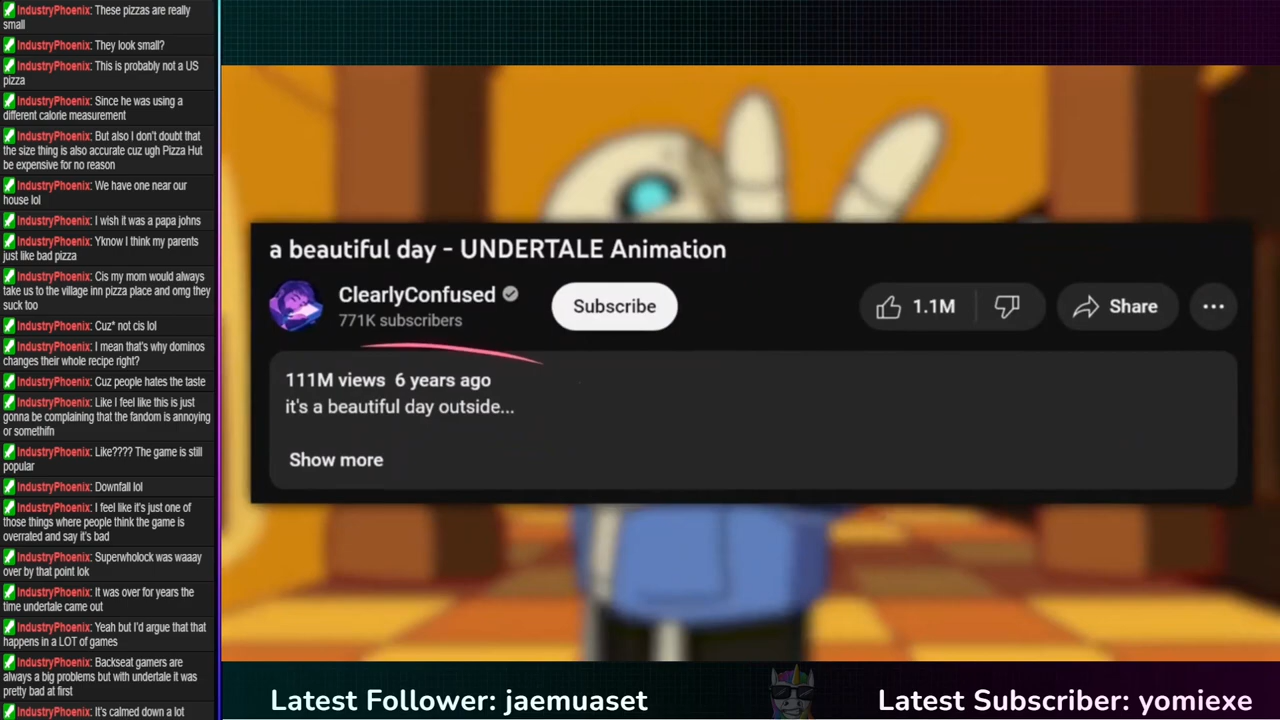 IndustryPhoenix: These pizzas are really
small
IndustryPhoenix: They look small?
IndustryPhoenix: This is probably not a US
pizza
IndustryPhoenix: Since he was using a
different calorie measurement
IndustryPhoenix: But also I don't doubt that
the size thing is also accurate cuz ugh Pizza Hut
be expensive for no reason
IndustryPhoenix: We have one near our
house lol
IndustryPhoenix: I wish it was a papa johns
IndustryPhoenix: Yknow I think my parents
just like bad pizza
IndustryPhoenix: Cis my mom would always
take us to the village inn pizza place and omg they
suck too
IndustryPhoenix: Cuz* not cis lol
IndustryPhoenix: I mean that's why dominos
changes their whole recipe right?
IndustryPhoenix: Cuz people hates the taste
IndustryPhoenix: Like I feel like this is just
gonna be complaining that the fandom is annoying
or somethifn
IndustryPhoenix: Like???? The game is still
popular
IndustryPhoenix: Downfall lol
IndustryPhoenix: I feel like it's just one of
those things where people think the game is
overrated and say it's bad
IndustryPhoenix: Superwholock was waaay
over by that point lok
IndustryPhoenix: It was over for years the
time undertale came out
IndustryPhoenix: Yeah but I'd argue that that
happens in a LOT of games
IndustryPhoenix: Backseat gamers are
always a big problems but with undertale it was
pretty bad at first
IndustryPhoenix: It's calmed down a lot
a beautiful day - UNDERTALE Animation
ClearlyConfused
771K subscribers
Subscribe
1.1M
Share
111M views 6 years ago
it's a beautiful day outside...
Show more
Latest Follower: jaemuaset
Latest Subscriber: yomiexe